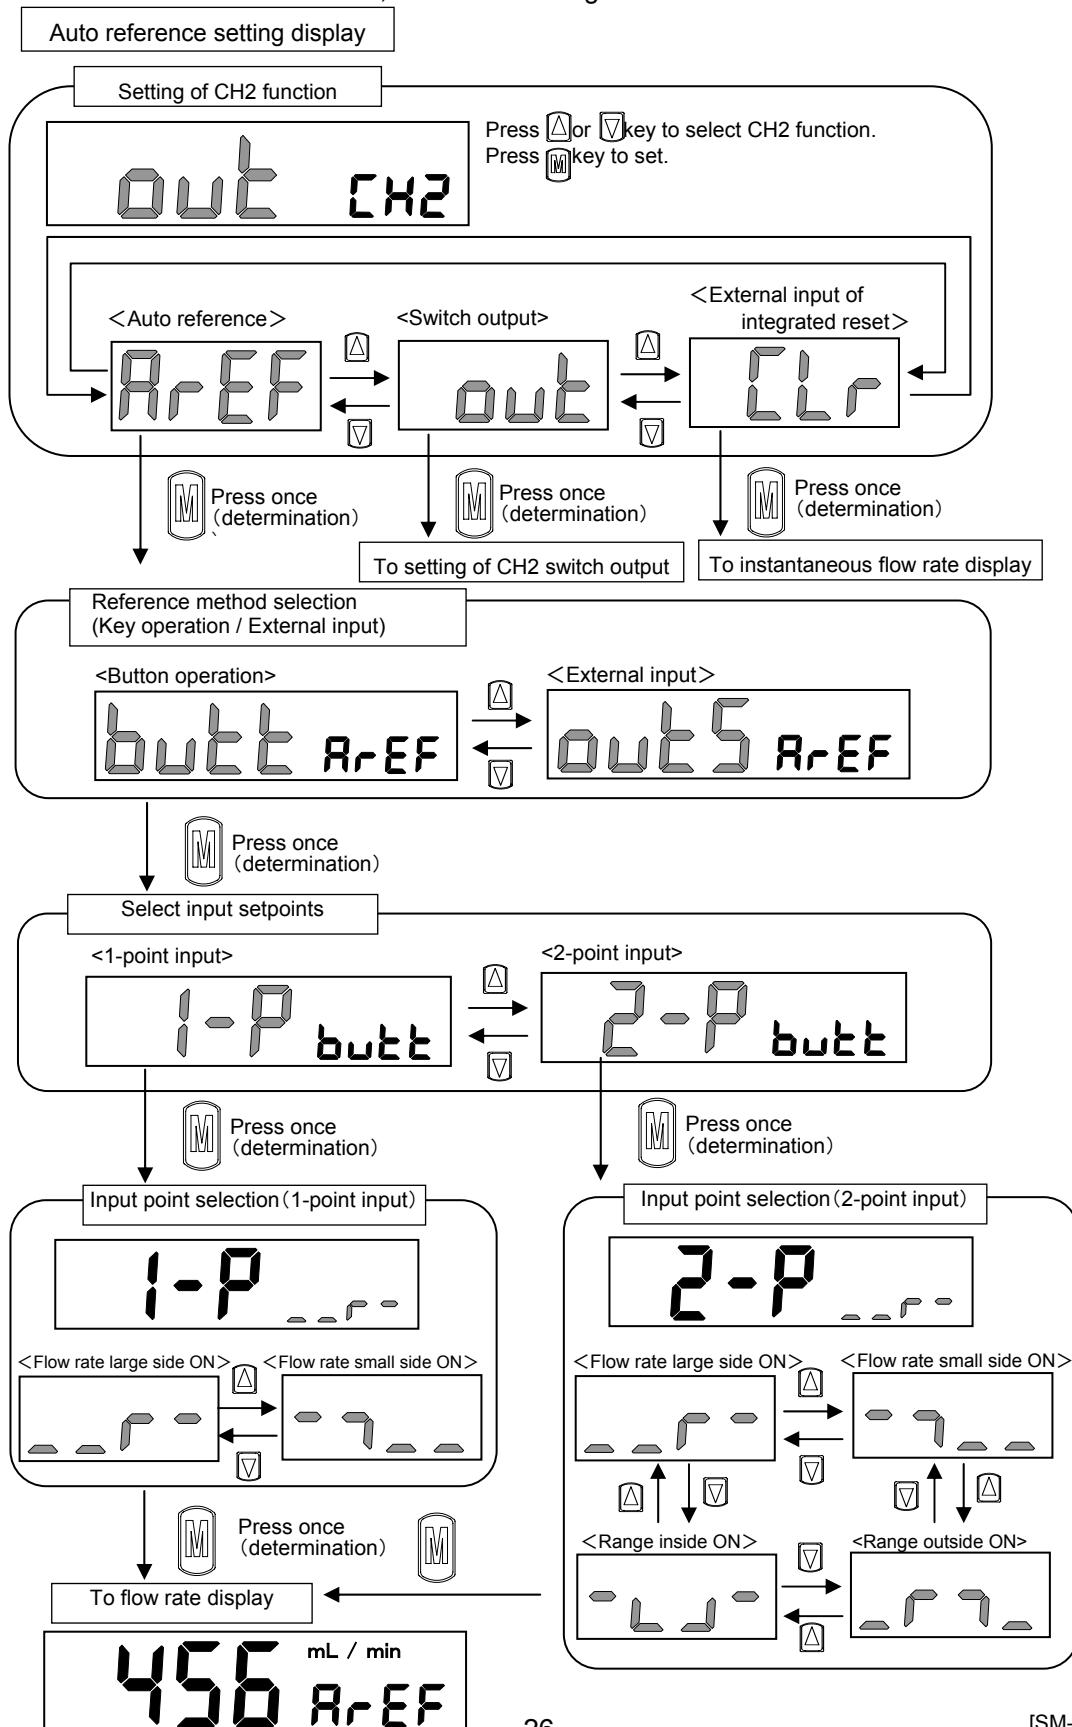 Auto reference setting display
Setting of CH2 function
Press △ or ▽ key to select CH2 function.
Press M key to set.
out CH2
<Auto reference>
<Switch output>
<External input of
integrated reset>
ArEF
out
CLr
M Press once
(determination)
M Press once
(determination)
M Press once
(determination)
To setting of CH2 switch output
To instantaneous flow rate display
Reference method selection
(Key operation / External input)
<Button operation>
<External input>
butt ArEF
outS ArEF
M Press once
(determination)
Select input setpoints
<1-point input>
<2-point input>
1-P butt
2-P butt
M Press once
(determination)
M Press once
(determination)
Input point selection(1-point input)
Input point selection(2-point input)
1-P
2-P
<Flow rate large side ON>
<Flow rate small side ON>
<Flow rate large side ON>
<Flow rate small side ON>
<Range inside ON>
<Range outside ON>
M Press once
(determination)
M
To flow rate display
456 mL / min
ArEF
26
[SM-